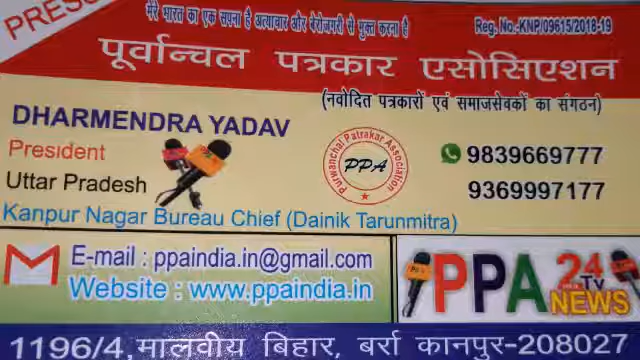 PRESS
मेरे भारत का एक सपना है अत्याचार और बेरोजगारी से मुक्त करना है
Reg. No.-KNP/09615/2018-19
पूर्वान्चल पत्रकार एसोसिएशन
(नवोदित पत्रकारों एवं समाजसेवकों का संगठन)
DHARMENDRA YADAV
President
Uttar Pradesh
Kanpur Nagar Bureau Chief (Dainik Tarunmitra)
Purwanchal Patrakar Association
PPA
9839669777
9369997177
E-mail : ppaindia.in@gmail.com
Website : www.ppaindia.in
PPA 24 TV NEWS
1196/4,मालवीय बिहार, बर्रा कानपुर-208027